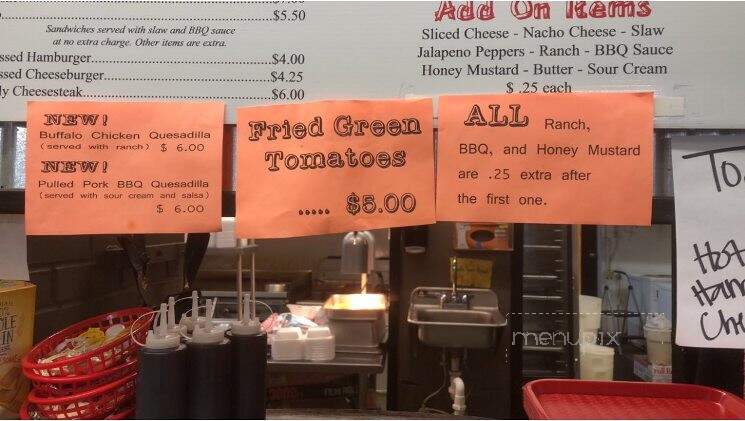 $5.50
Sandwiches served with slaw and BBQ sauce
at no extra charge. Other items are extra.
ssed Hamburger $4.00
ssed Cheeseburger $4.25
ly Cheesesteak $6.00
Add On Items
Sliced Cheese - Nacho Cheese - Slaw
Jalapeno Peppers - Ranch - BBQ Sauce
Honey Mustard - Butter - Sour Cream
$ .25 each
NEW!
Buffalo Chicken Quesadilla
(served with ranch) $ 6.00
NEW!
Pulled Pork BBQ Quesadilla
(served with sour cream and salsa)
$ 6.00
Fried Green
Tomatoes
..... $5.00
ALL Ranch,
BBQ, and Honey Mustard
are .25 extra after
the first one.
To
Hot
Ham
Che
menupix